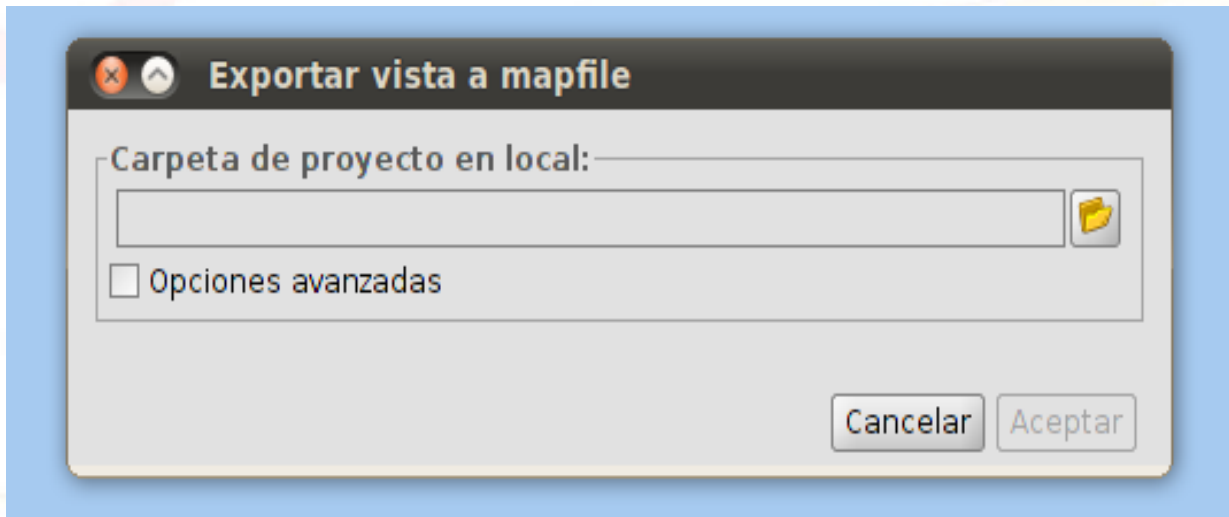 Exportar vista a mapfile
Carpeta de proyecto en local:
Opciones avanzadas
Cancelar Aceptar